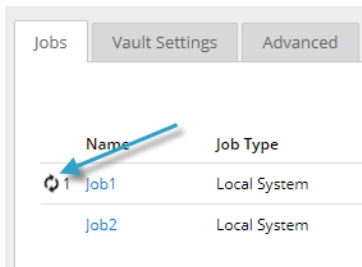 Jobs Vault Settings Advanced
Name Job Type
1 Job1 Local System
Job2 Local System